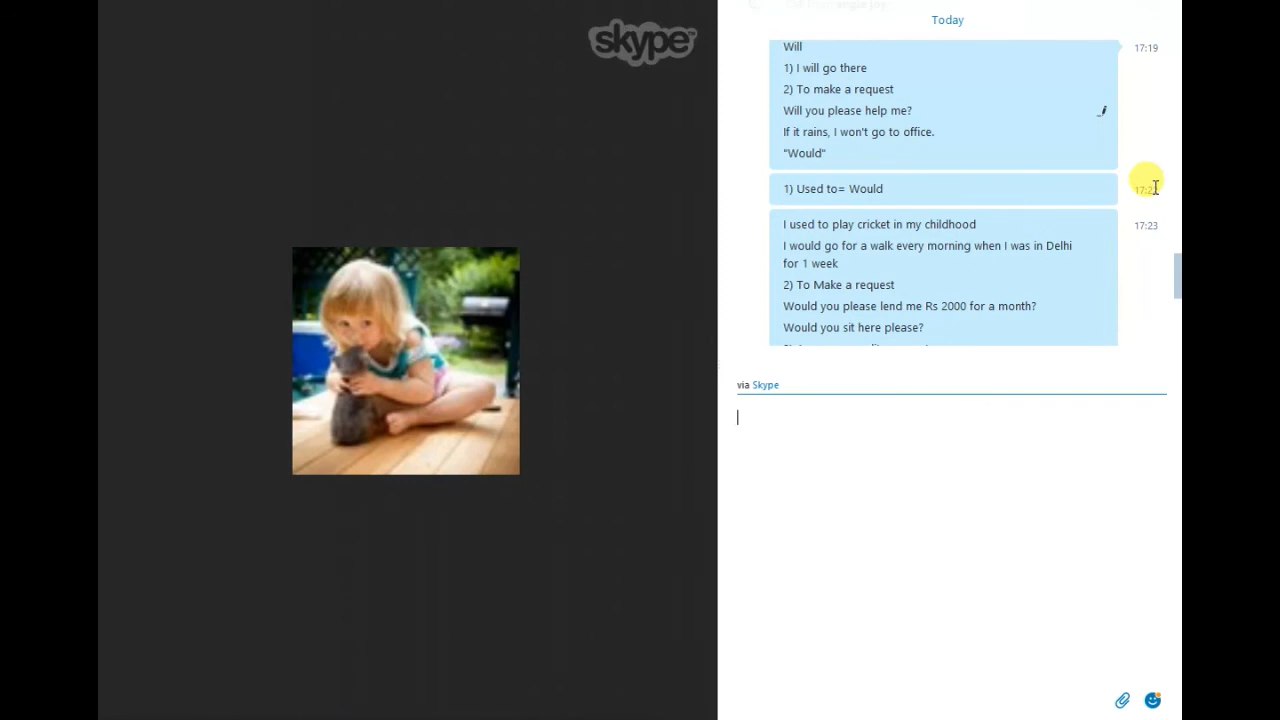 skype
Today
Will
17:19
1) I will go there
2) To make a request
Will you please help me?
If it rains, I won't go to office.
"Would"
1) Used to= Would
I used to play cricket in my childhood
17:23
I would go for a walk every morning when I was in Delhi
for 1 week
2) To Make a request
Would you please lend me Rs 2000 for a month?
Would you sit here please?
via Skype